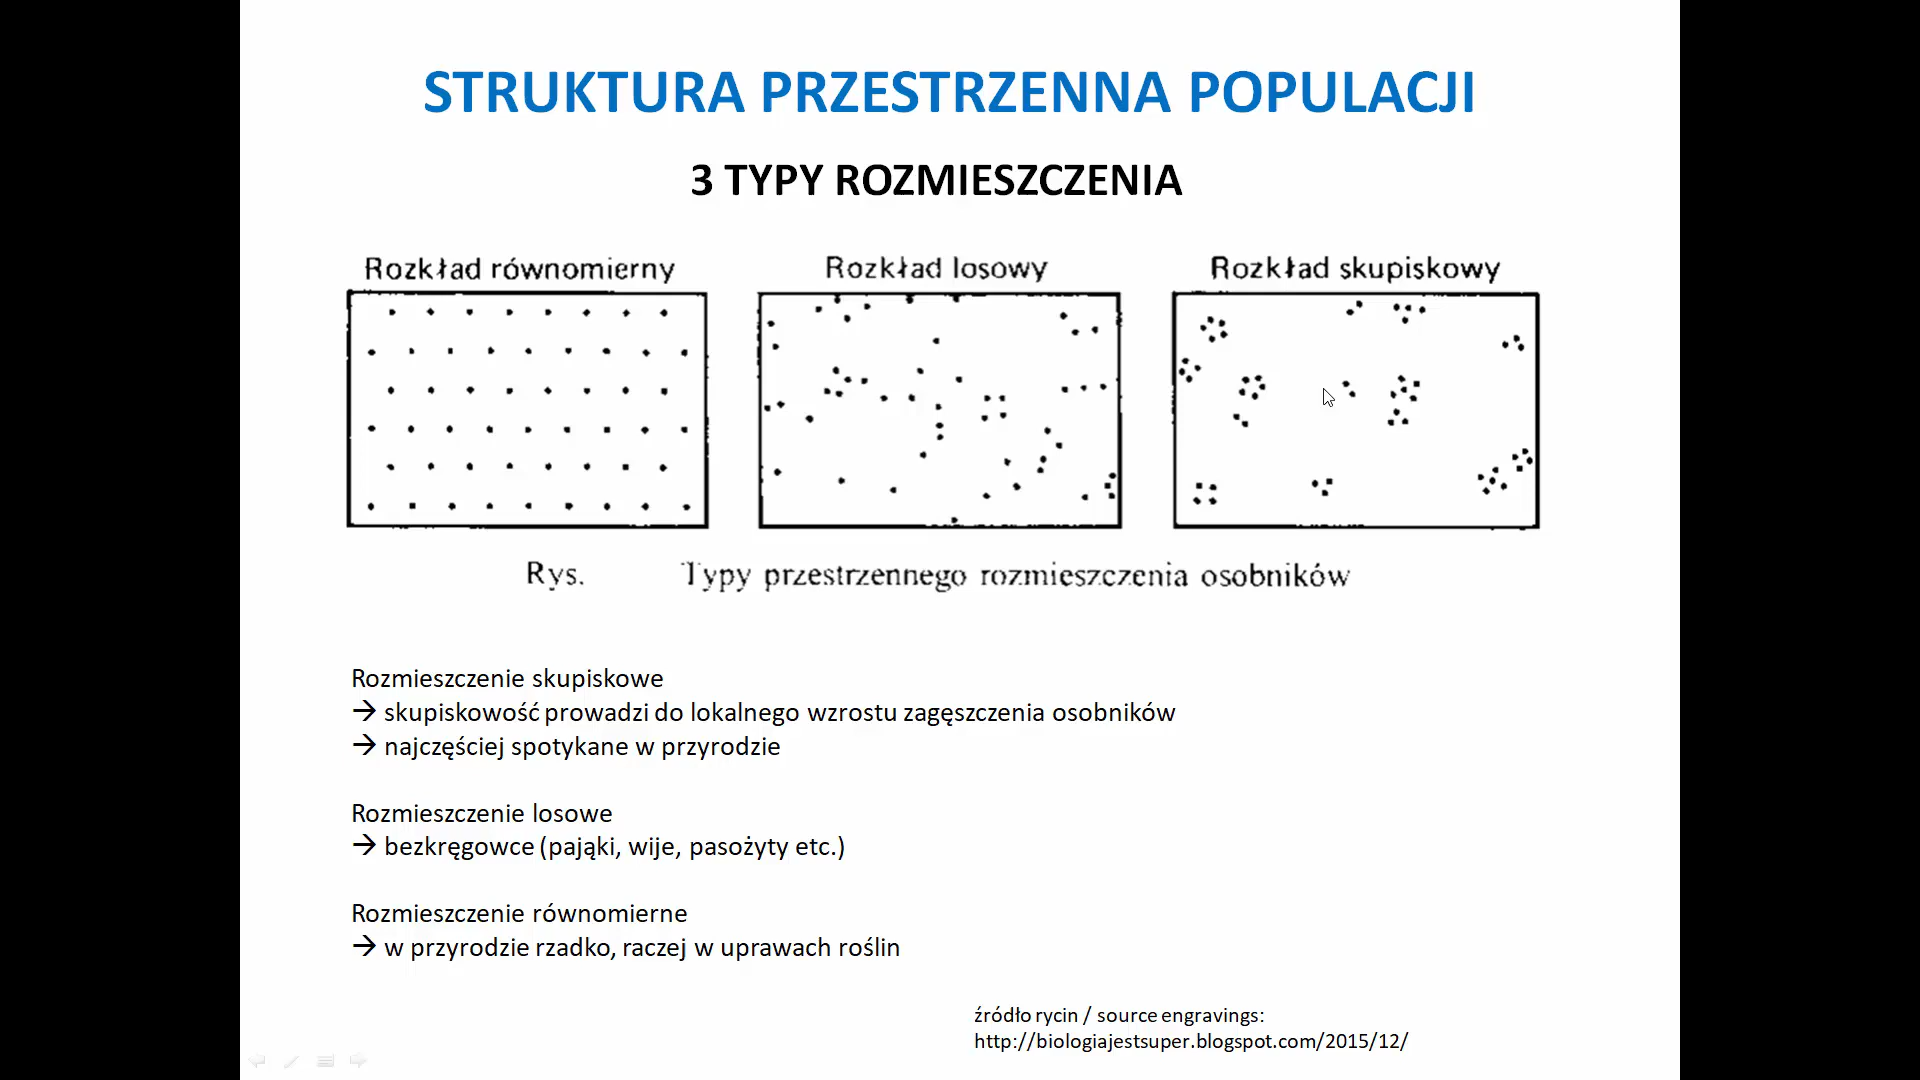 STRUKTURA PRZESTRZENNA POPULACJI
3 TYPY ROZMIESZCZENIA
Rozkład równomierny
Rozkład losowy
Rozkład skupiskowy
Rys. Typy przestrzennego rozmieszczenia osobników
Rozmieszczenie skupiskowe
→ skupiskowość prowadzi do lokalnego wzrostu zagęszczenia osobników
→ najczęściej spotykane w przyrodzie
Rozmieszczenie losowe
→ bezkręgowce (pająki, wije, pasożyty etc.)
Rozmieszczenie równomierne
→ w przyrodzie rzadko, raczej w uprawach roślin
źródło rycin / source engravings:
http://biologiajestsuper.blogspot.com/2015/12/